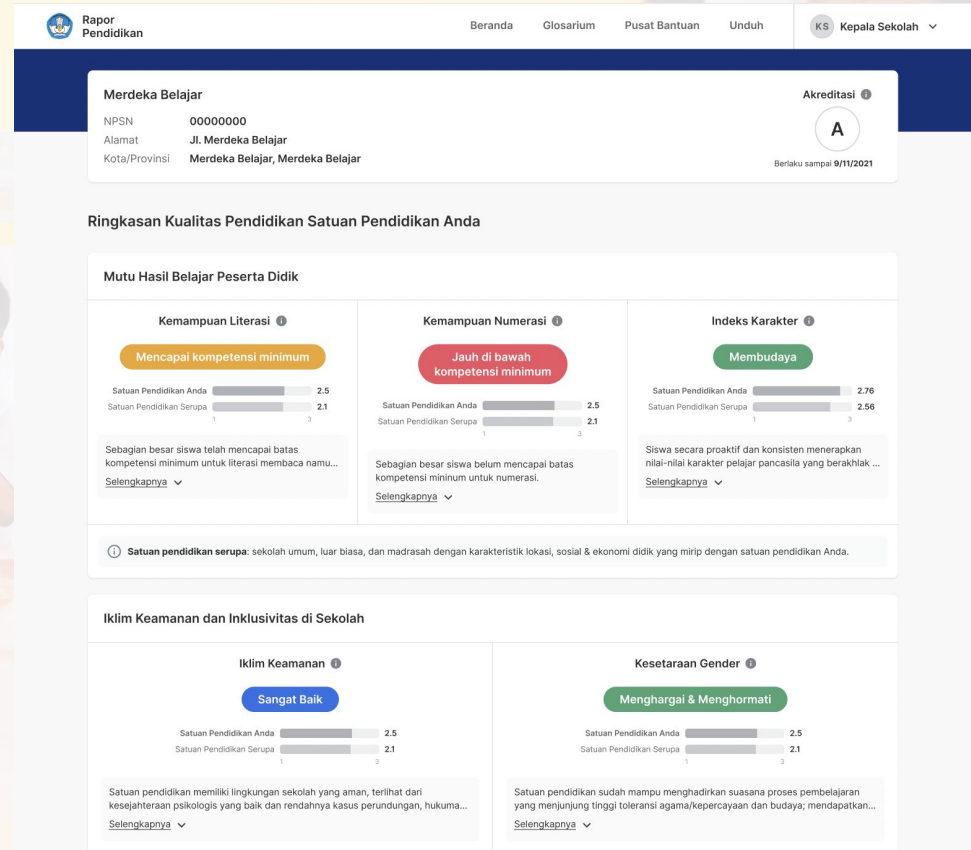 Rapor
Pendidikan
Beranda Glosarium Pusat Bantuan Unduh KS Kepala Sekolah
Merdeka Belajar
NPSN 00000000
Alamat Jl. Merdeka Belajar
Kota/Provinsi Merdeka Belajar, Merdeka Belajar
Akreditasi
A
Berlaku sampai 9/11/2021
Ringkasan Kualitas Pendidikan Satuan Pendidikan Anda
Mutu Hasil Belajar Peserta Didik
Kemampuan Literasi
Mencapai kompetensi minimum
Satuan Pendidikan Anda 2.5
Satuan Pendidikan Serupa 2.1
1 3
Sebagian besar siswa telah mencapai batas
kompetensi minimum untuk literasi membaca namu...
Selengkapnya
Kemampuan Numerasi
Jauh di bawah
kompetensi minimum
Satuan Pendidikan Anda 2.5
Satuan Pendidikan Serupa 2.1
1 3
Sebagian besar siswa belum mencapai batas
kompetensi mininum untuk numerasi.
Selengkapnya
Indeks Karakter
Membudaya
Satuan Pendidikan Anda 2.76
Satuan Pendidikan Serupa 2.56
1 3
Siswa secara proaktif dan konsisten menerapkan
nilai-nilai karakter pelajar pancasila yang berakhlak ...
Selengkapnya
Satuan pendidikan serupa: sekolah umum, luar biasa, dan madrasah dengan karakteristik lokasi, sosial & ekonomi didik yang mirip dengan satuan pendidikan Anda.
Iklim Keamanan dan Inklusivitas di Sekolah
Iklim Keamanan
Sangat Baik
Satuan Pendidikan Anda 2.5
Satuan Pendidikan Serupa 2.1
1 3
Satuan pendidikan memiliki lingkungan sekolah yang aman, terlihat dari
kesejahteraan psikologis yang baik dan rendahnya kasus perundungan, hukuma...
Selengkapnya
Kesetaraan Gender
Menghargai & Menghormati
Satuan Pendidikan Anda 2.5
Satuan Pendidikan Serupa 2.1
1 3
Satuan pendidikan sudah mampu menghadirkan suasana proses pembelajaran
yang menjunjung tinggi toleransi agama/kepercayaan dan budaya; mendapatkan...
Selengkapnya